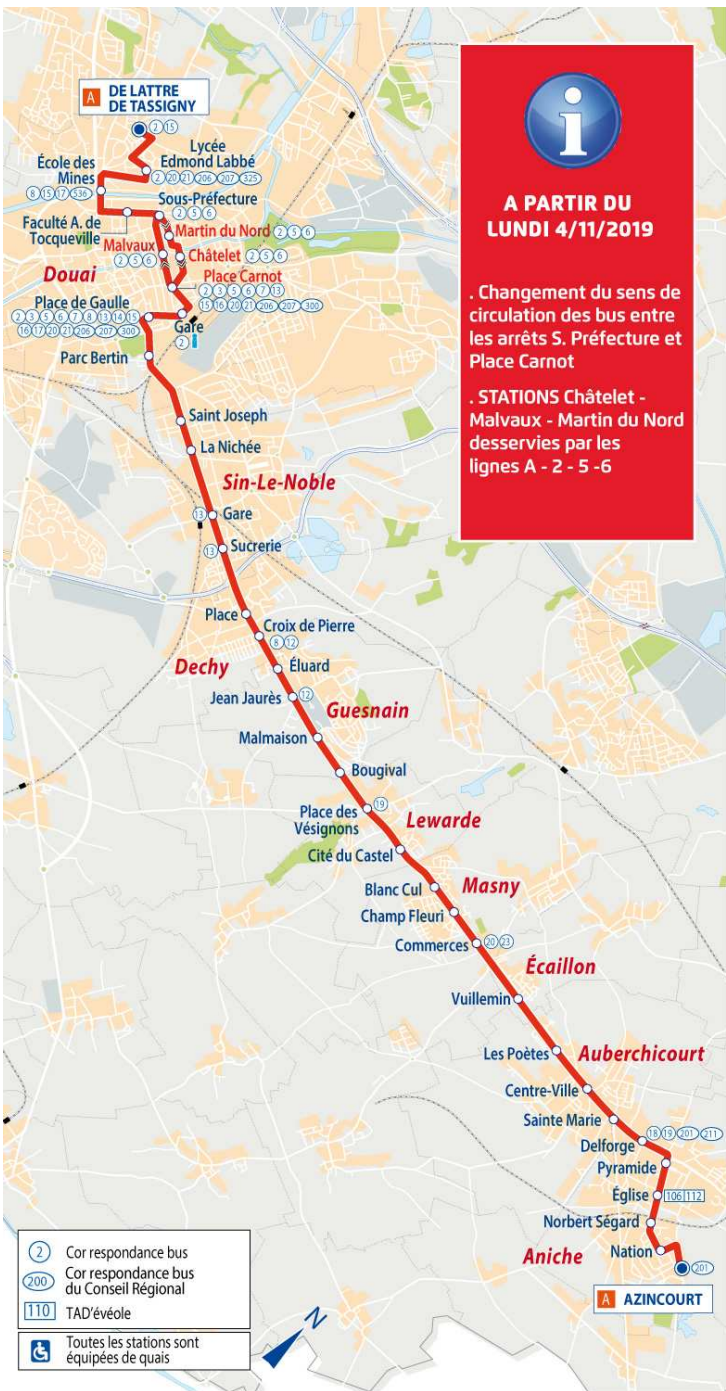 A DE LATTRE
DE TASSIGNY
2 15
Lycée
Edmond Labbé
2 20 21 206 207 325
École des
Mines
8 15 17 536
Sous-Préfecture
2 5 6
Faculté A. de
Tocqueville
Martin du Nord 2 5 6
Malvaux
2 5 6
Châtelet 2 5 6
Douai
Place Carnot
2 3 5 6 7 13
15 16 20 21 206 207 300
Place de Gaulle
2 3 5 6 7 8 13 14 15
16 17 20 21 206 207 300
Gare
2
Parc Bertin
Saint Joseph
La Nichée
Sin-Le-Noble
13 Gare
13 Sucrerie
Place
Croix de Pierre
8 12
Dechy
Éluard
Jean Jaurès 12
Guesnain
Malmaison
Bougival
Place des
Vésignons
19
Lewarde
Cité du Castel
Blanc Cul
Masny
Champ Fleuri
Commerces 20 23
Écaillon
Vuillemin
Les Poètes
Auberchicourt
Centre-Ville
Sainte Marie
18 19 201 211
Delforge
Pyramide
Église 106 112
Norbert Ségard
Aniche
Nation
201
A AZINCOURT
i
A PARTIR DU
LUNDI 4/11/2019
. Changement du sens de
circulation des bus entre
les arrêts S. Préfecture et
Place Carnot
. STATIONS Châtelet -
Malvaux - Martin du Nord
desservies par les
lignes A - 2 - 5 -6
2 Cor respondance bus
200 Cor respondance bus
du Conseil Régional
110 TAD'évéole
Toutes les stations sont
équipées de quais
N